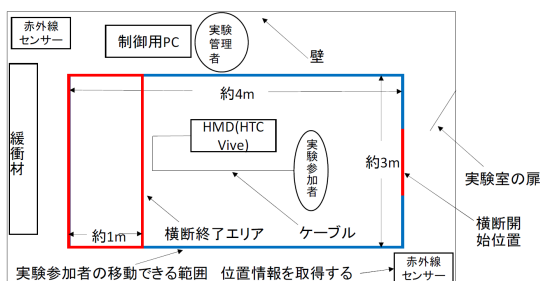 赤外線
センサー
制御用PC
実験
管理
者
壁
約4m
緩
衝
材
HMD(HTC
Vive)
実
験
参
加
者
約3m
実験室の扉
約1m
横断終了エリア
ケーブル
横断開
始位置
実験参加者の移動できる範囲
位置情報を取得する
赤外線
センサー